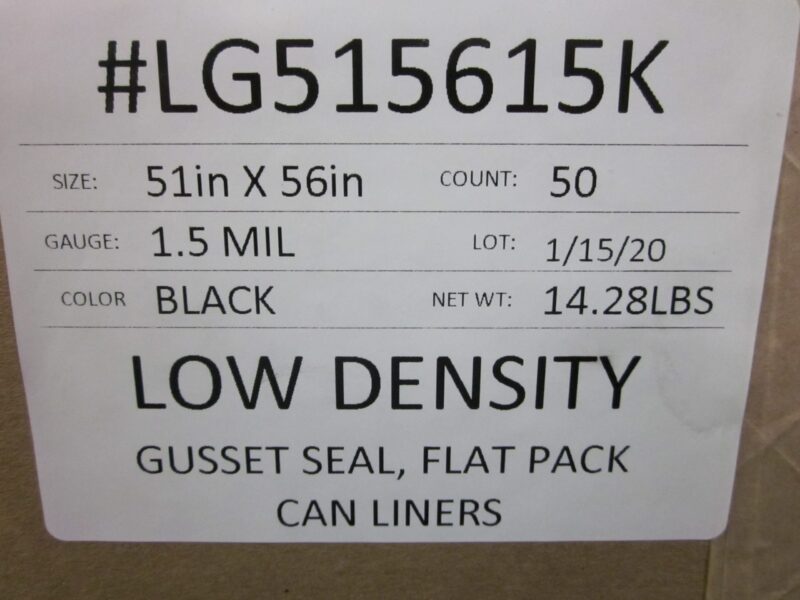 #LG515615K
SIZE: 51in X 56in COUNT: 50
GAUGE: 1.5 MIL LOT: 1/15/20
COLOR BLACK NET WT: 14.28LBS
LOW DENSITY
GUSSET SEAL, FLAT PACK
CAN LINERS